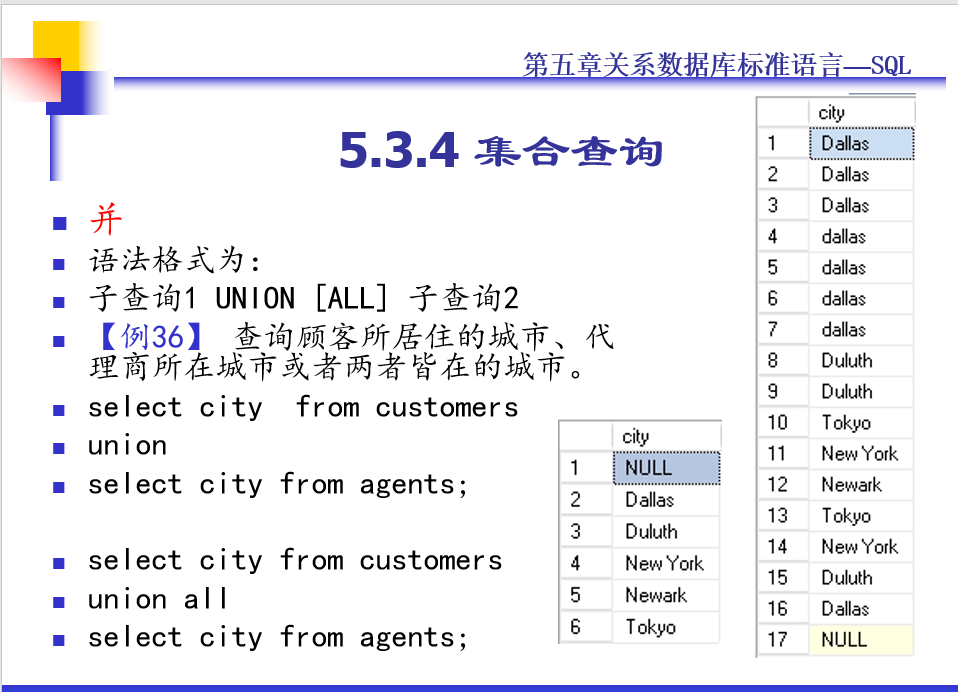 第五章关系数据库标准语言—SQL
5.3.4 集合查询
并
语法格式为:
子查询1 UNION [ALL] 子查询2
【例36】 查询顾客所居住的城市、代
理商所在城市或者两者皆在的城市。
select city from customers
union
select city from agents;
select city from customers
union all
select city from agents;
city
1 NULL
2 Dallas
3 Duluth
4 New York
5 Newark
6 Tokyo
city
1 Dallas
2 Dallas
3 Dallas
4 dallas
5 dallas
6 dallas
7 dallas
8 Duluth
9 Duluth
10 Tokyo
11 New York
12 Newark
13 Tokyo
14 New York
15 Duluth
16 Dallas
17 NULL